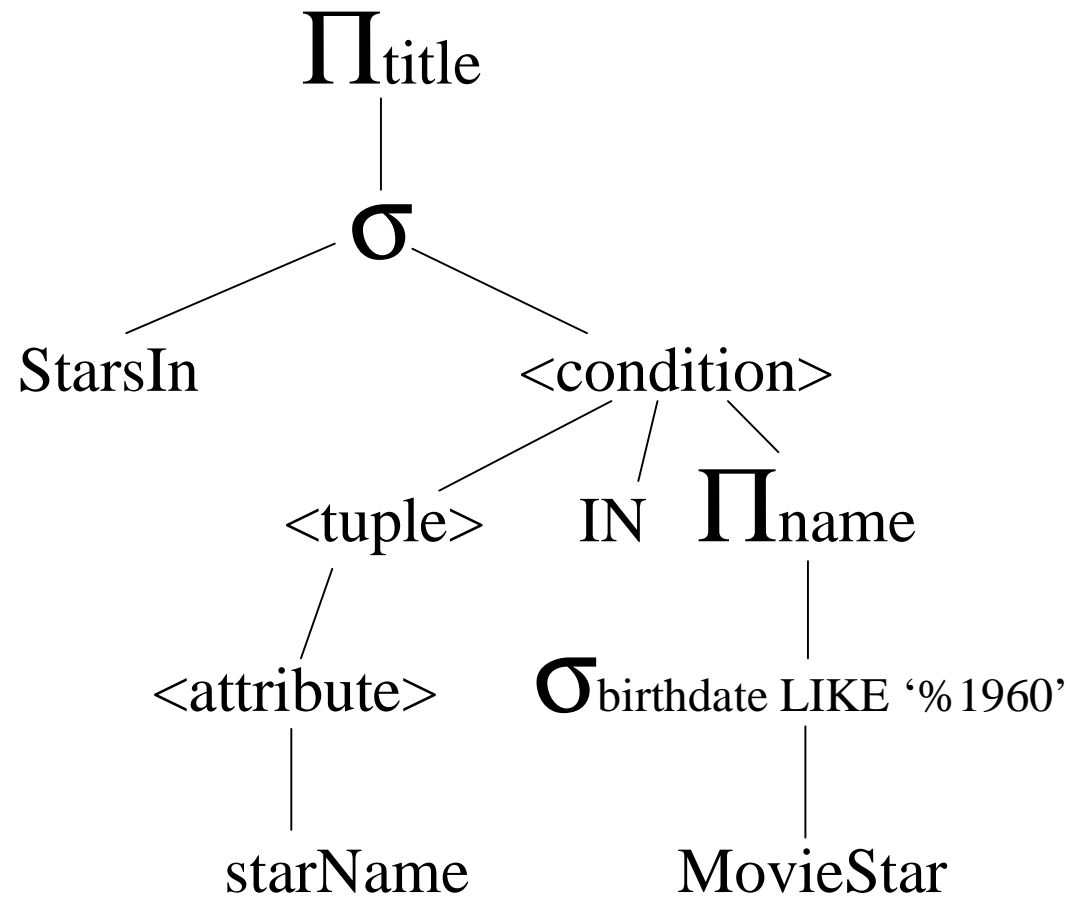 Πtitle
σ
StarsIn <condition>
<tuple> IN Πname
<attribute> σbirthdate LIKE ‘%1960’
starName MovieStar